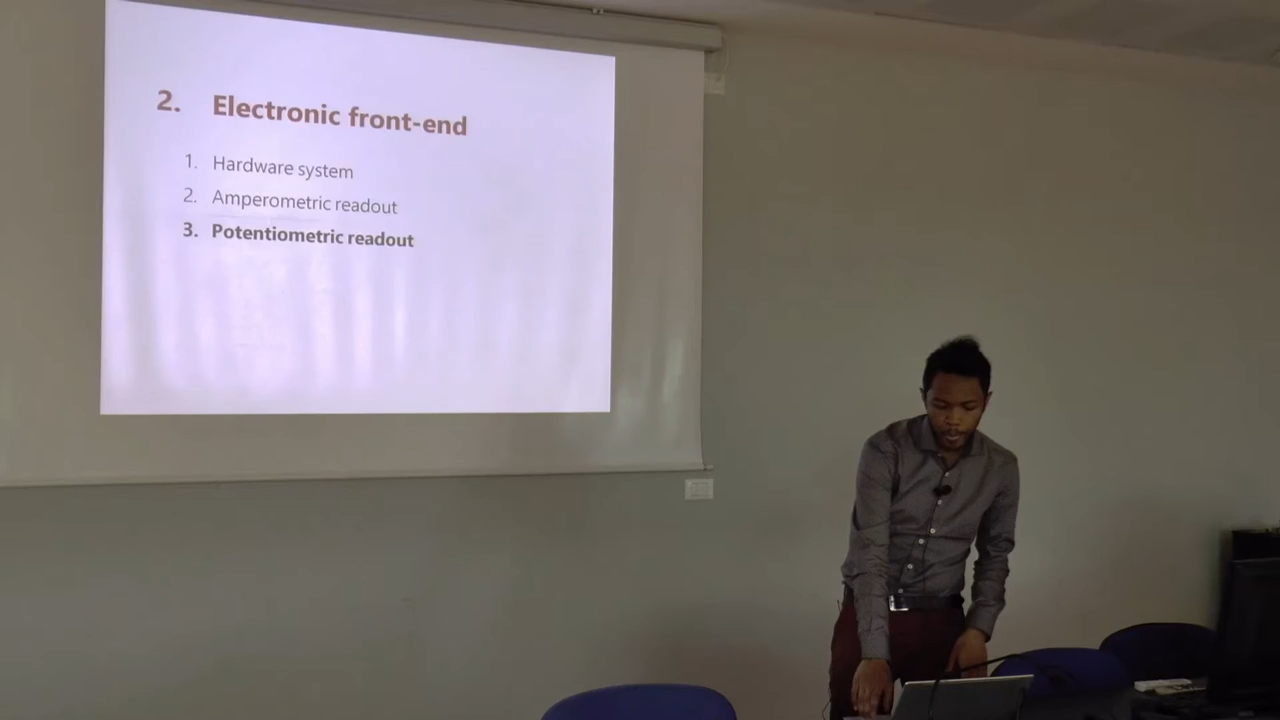 2. Electronic front-end
1. Hardware system
2. Amperometric readout
3. Potentiometric readout